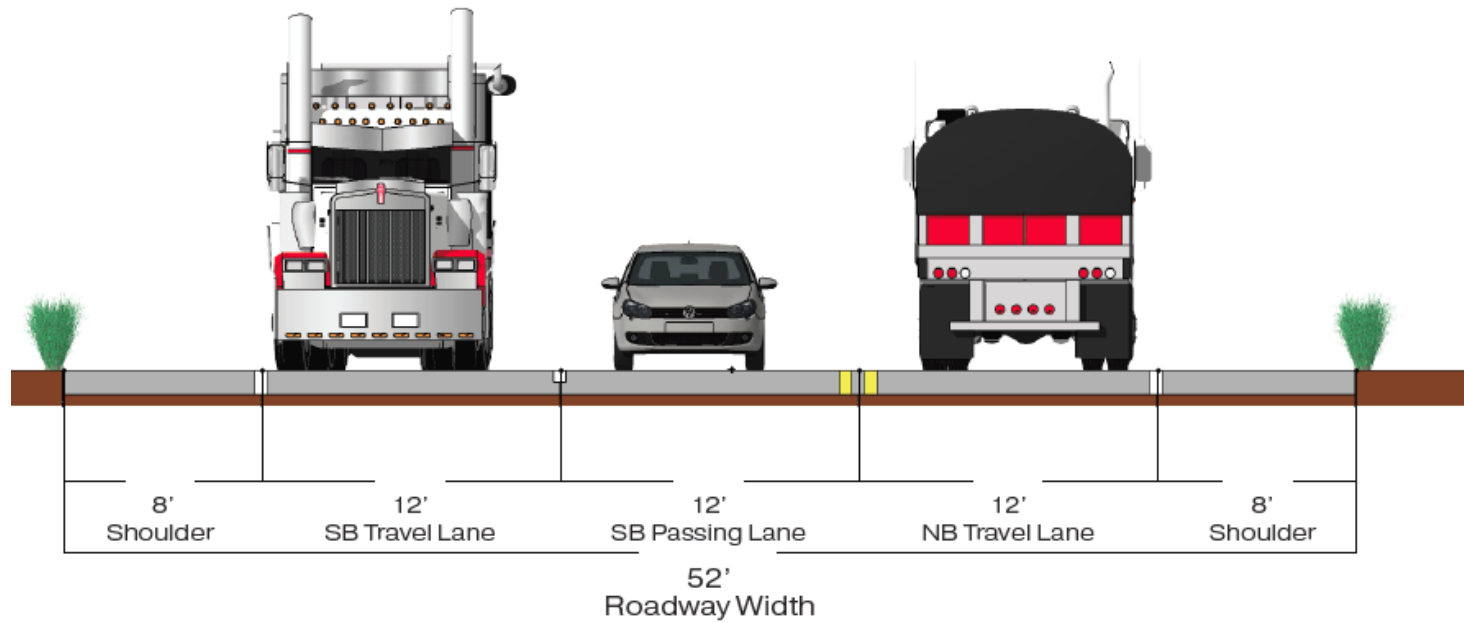 8’
Shoulder
12’
SB Travel Lane
12’
SB Passing Lane
12’
NB Travel Lane
8’
Shoulder
52’
Roadway Width